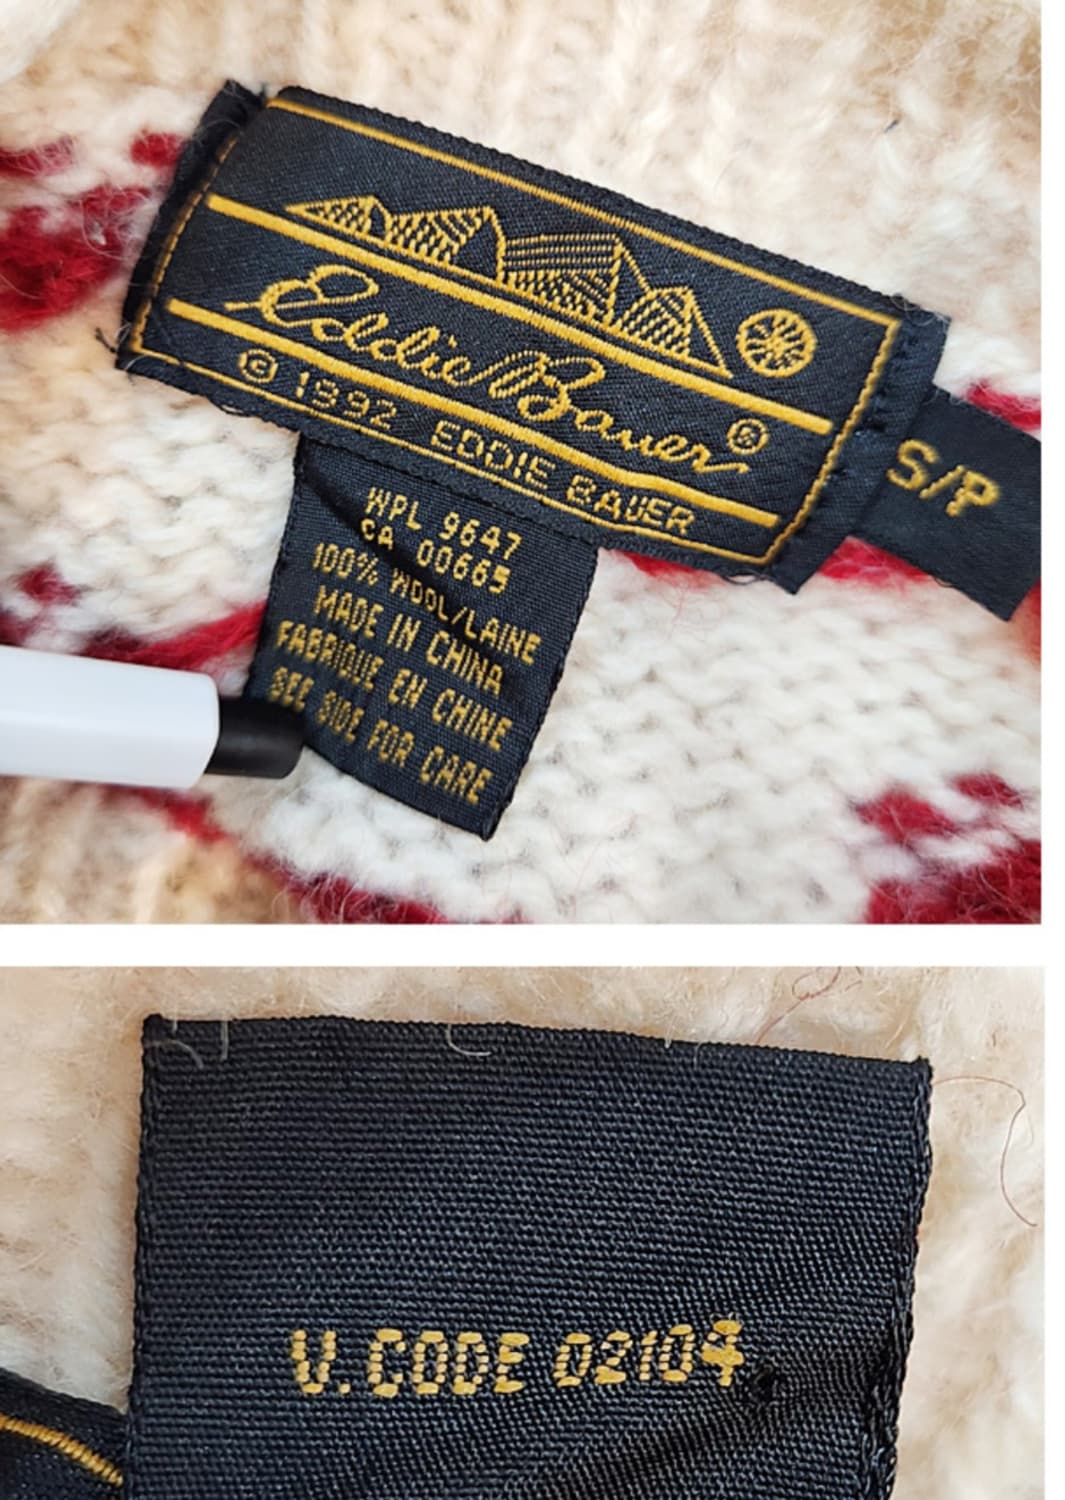 Eddie Bauer®
© 1992 EDDIE BAUER
S/P
WPL 9647
CA 00665
100% WOOL/LAINE
MADE IN CHINA
FABRIQUE EN CHINE
SEE SIDE FOR CARE
V. CODE 02104